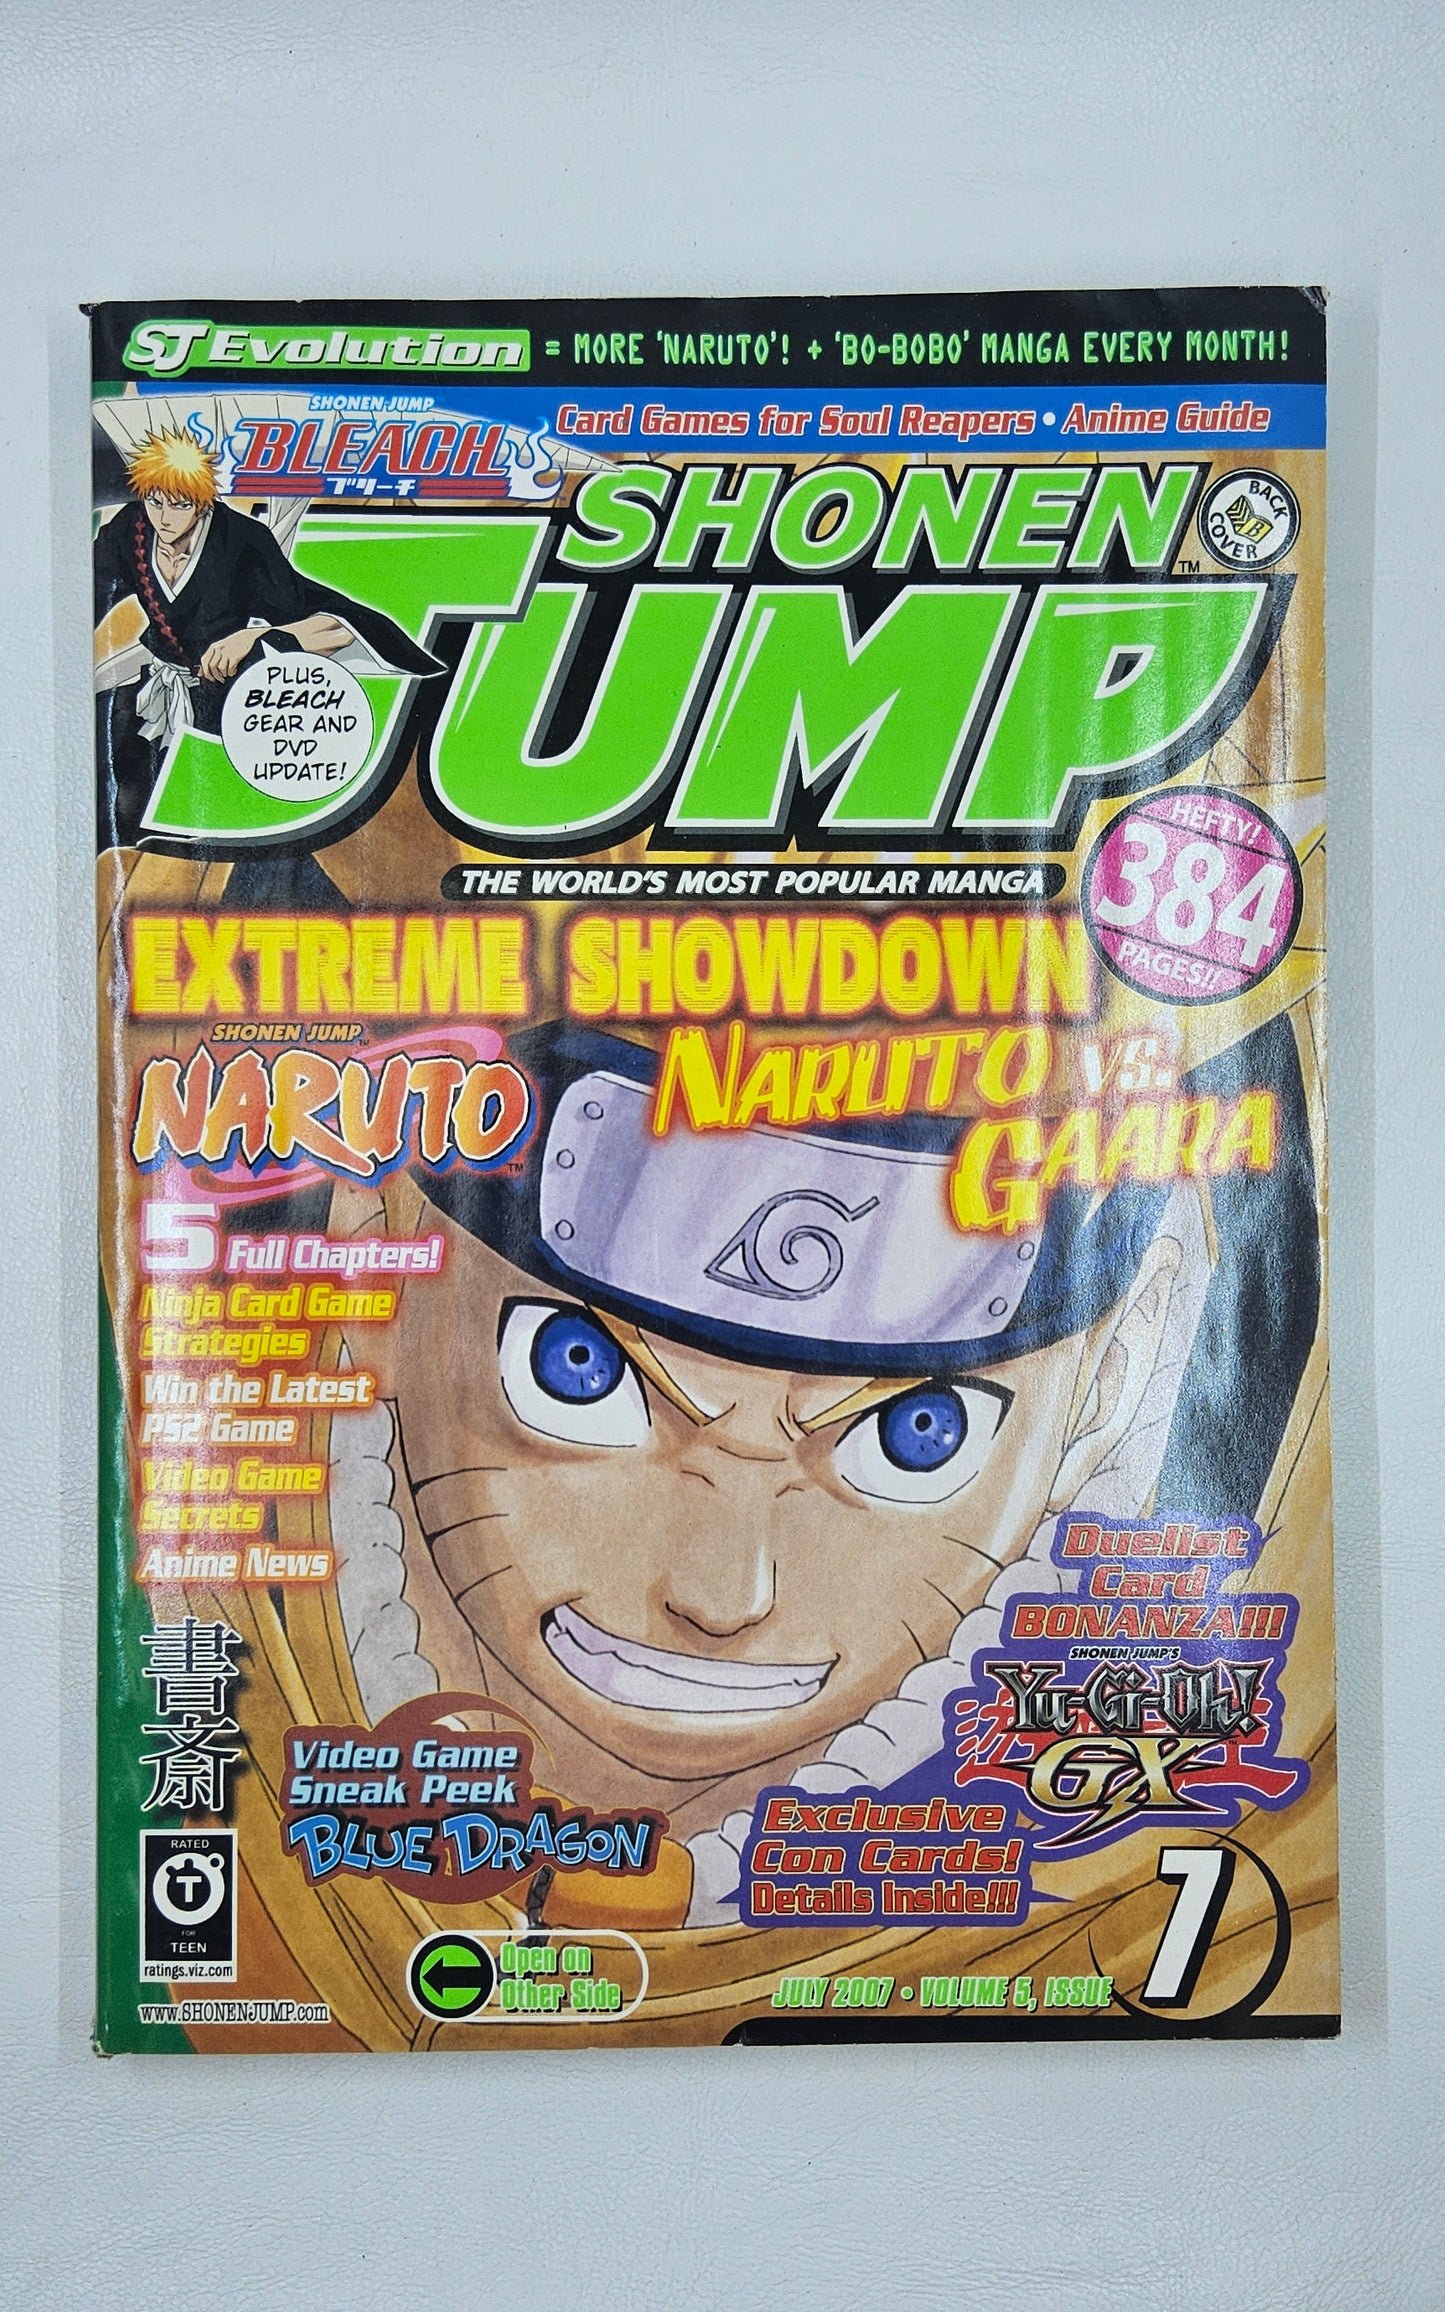 SJ Evolution = MORE 'NARUTO'! + 'BO-BOBO' MANGA EVERY MONTH!
SHONEN JUMP
BLEACH
ブリーチ
Card Games for Soul Reapers • Anime Guide
SHONEN
JUMP
TM
BACK
B
COVER
PLUS,
BLEACH
GEAR AND
DVD
UPDATE!
HEFTY!
384
PAGES!!
THE WORLD'S MOST POPULAR MANGA
EXTREME SHOWDOWN
NARUTO VS.
GAARA
SHONEN JUMP
NARUTO
TM
5 Full Chapters!
Ninja Card Game
Strategies
Win the Latest
PS2 Game
Video Game
Secrets
Anime News
書斎
Duelist
Card
BONANZA!!!
SHONEN JUMP'S
Yu-Gi-Oh!
GX
Video Game
Sneak Peek
BLUE DRAGON
Exclusive
Con Cards!
Details Inside!!!
RATED
T
FOR
TEEN
ratings.viz.com
www.SHONENJUMP.com
Open on
Other Side
JULY 2007 • VOLUME 5, ISSUE 7